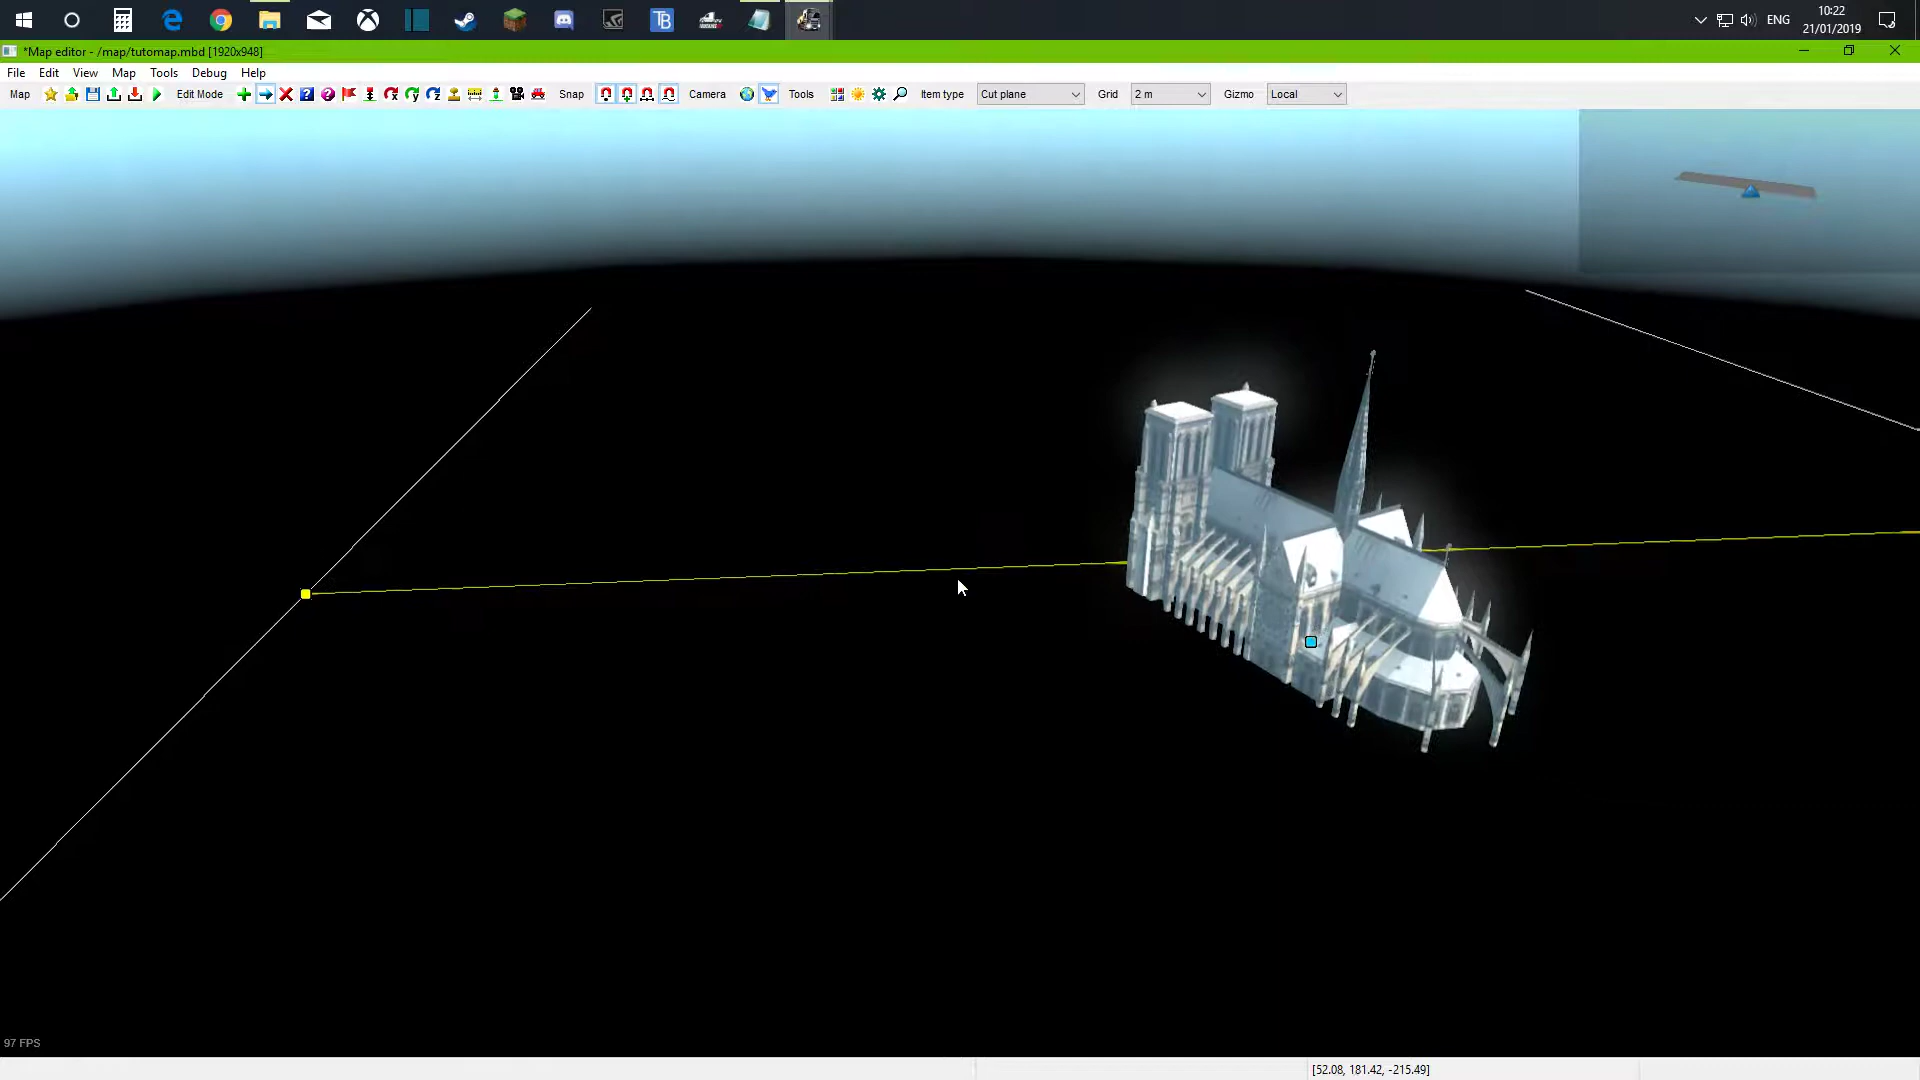 TB
ENG
10:22
21/01/2019
*Map editor - /map/tutomap.mbd [1920x948]
File Edit View Map Tools Debug Help
Map Edit Mode Snap Camera Tools Item type Cut plane Grid 2 m Gizmo Local
97 FPS
[52.08, 181.42, -215.49]